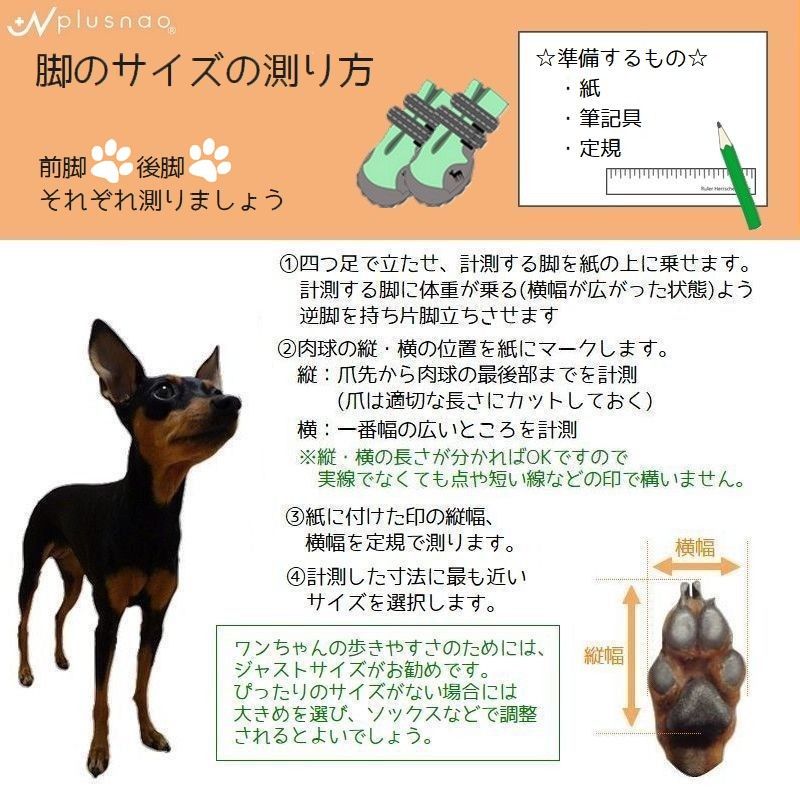 plusnao®
脚のサイズの測り方
前脚 後脚
それぞれ測りましょう
☆準備するもの☆
・紙
・筆記具
・定規
①四つ足で立たせ、計測する脚を紙の上に乗せます。
計測する脚に体重が乗る(横幅が広がった状態)よう
逆脚を持ち片脚立ちさせます
②肉球の縦・横の位置を紙にマークします。
縦：爪先から肉球の最後部までを計測
(爪は適切な長さにカットしておく)
横：一番幅の広いところを計測
※縦・横の長さが分かればOKですので
実線でなくても点や短い線などの印で構いません。
③紙に付けた印の縦幅、
横幅を定規で測ります。
④計測した寸法に最も近い
サイズを選択します。
ワンちゃんの歩きやすさのためには、
ジャストサイズがお勧めです。
ぴったりのサイズがない場合には
大きめを選び、ソックスなどで調整
されるとよいでしょう。
横幅
縦幅